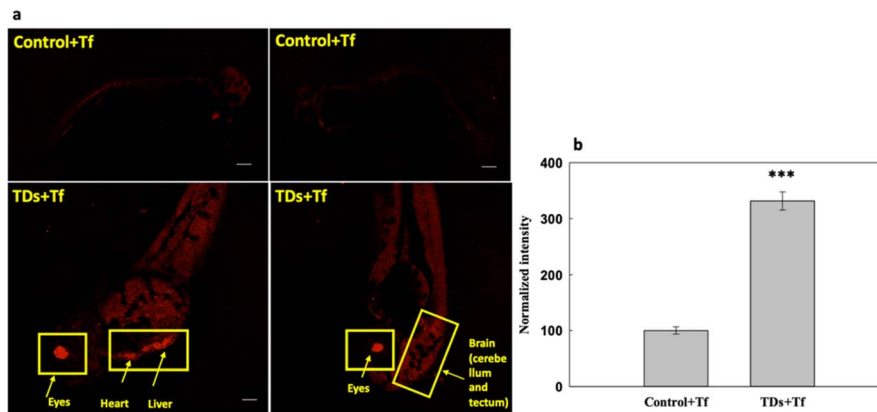 a
Control+Tf
Control+Tf
TDs+Tf
TDs+Tf
Eyes
Heart
Liver
Eyes
Brain
(cerebe
llum
and
tectum)
b
Normalized intensity
400
300
200
100
0
***
Control+Tf
TDs+Tf